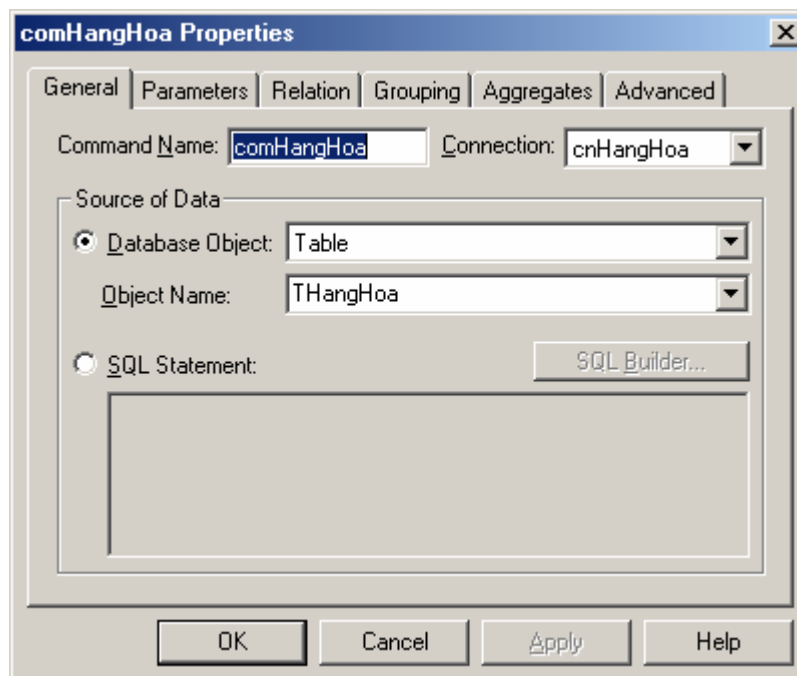 comHangHoa Properties
General Parameters Relation Grouping Aggregates Advanced
Command Name: comHangHoa Connection: cnHangHoa
Source of Data
Database Object: Table
Object Name: THangHoa
SQL Statement: SQL Builder...
OK Cancel Apply Help